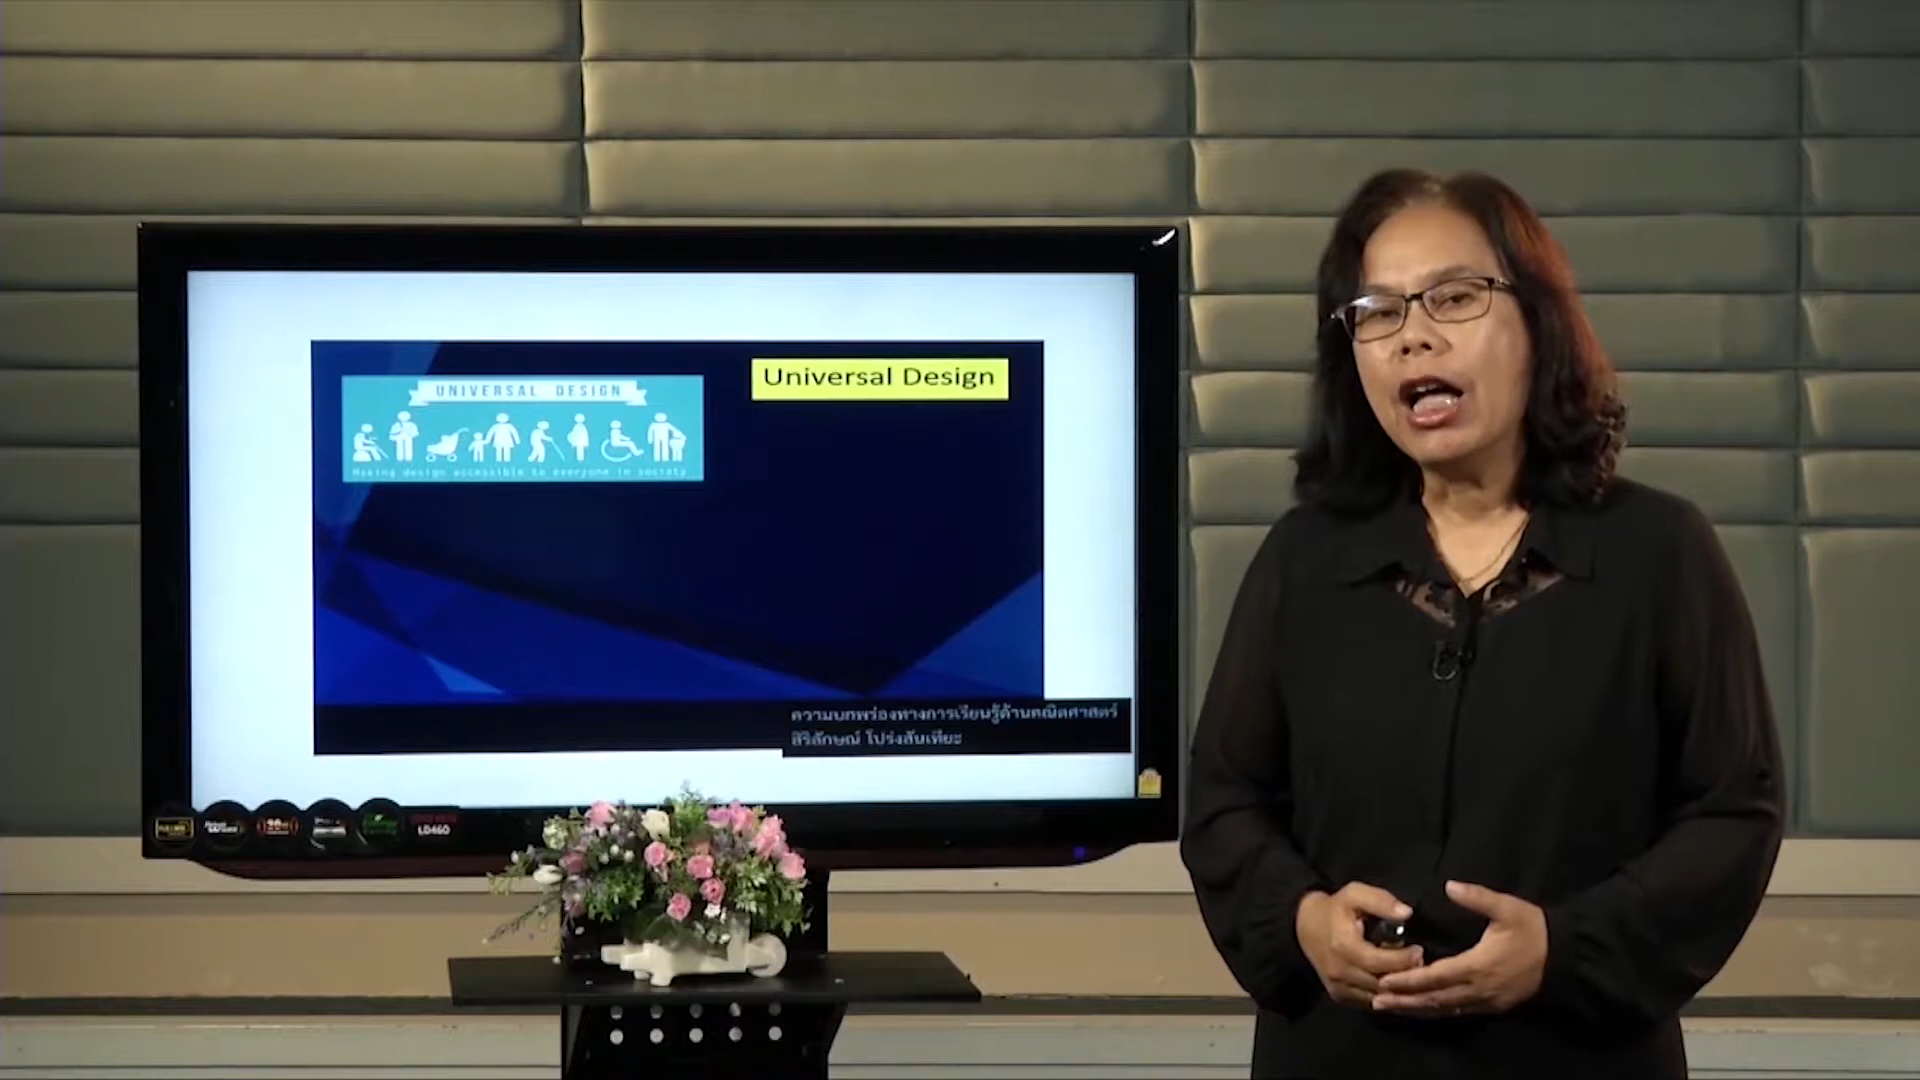 UNIVERSAL DESIGN
Universal Design
Making design accessible to everyone in society
ความบกพร่องทางการเรียนรู้ด้านคณิตศาสตร์
สิริลักษณ์ โปร่งสันเทียะ
LD460